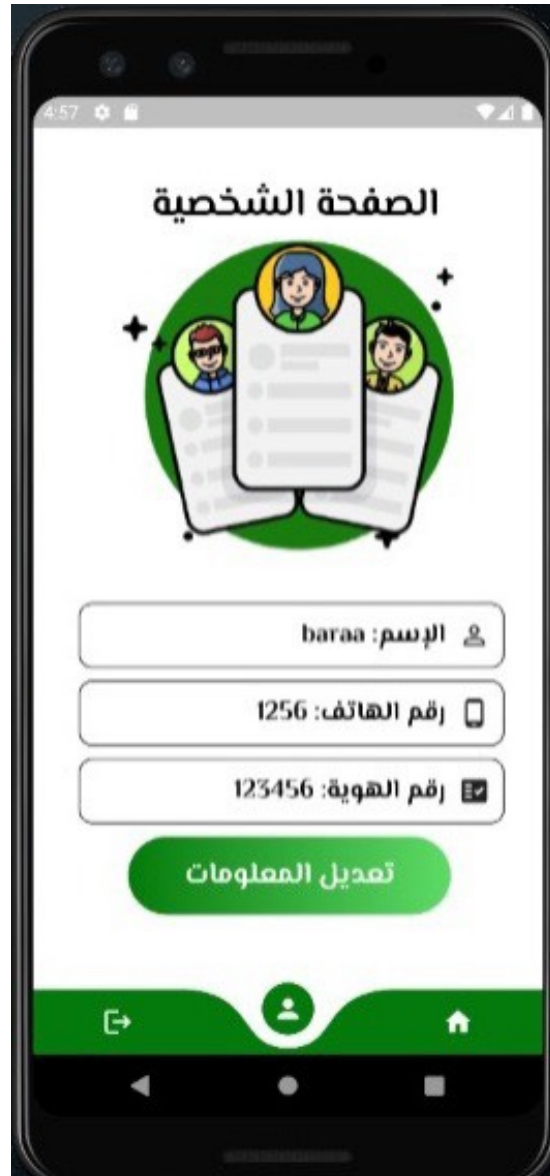 4:57
الصفحة الشخصية
الإسم: baraa
رقم الهاتف: 1256
رقم الهوية: 123456
تعديل المعلومات